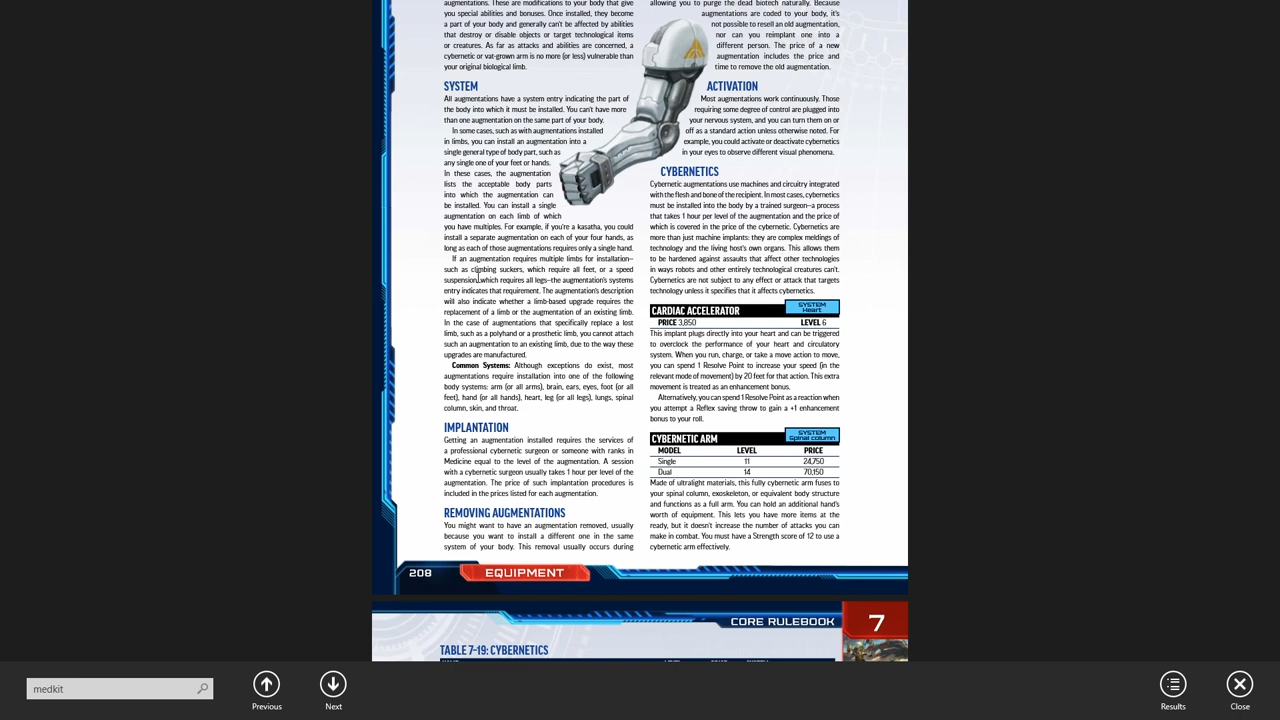 augmentations. These are modifications to your body that give
you special abilities and bonuses. Once installed, they become
a part of your body and generally can't be affected by abilities
that destroy or disable objects or target technological items
or creatures. As far as attacks and abilities are concerned, a
cybernetic or vat-grown arm is no more (or less) vulnerable than
your original biological limb.
SYSTEM
All augmentations have a system entry indicating the part of
the body into which it must be installed. You can't have more
than one augmentation on the same part of your body.
In some cases, such as with augmentations installed
in limbs, you can install an augmentation into a
single general type of body part, such as
any single one of your feet or hands.
In these cases, the augmentation
lists the acceptable body parts
into which the augmentation can
be installed. You can install a single
augmentation on each limb of which
you have multiples. For example, if you're a kasatha, you could
install a separate augmentation on each of your four hands, as
long as each of those augmentations requires only a single hand.
If an augmentation requires multiple limbs for installation—
such as climbing suckers, which require all feet, or a speed
suspension, which requires all legs—the augmentation's systems
entry indicates that requirement. The augmentation's description
will also indicate whether a limb-based upgrade requires the
replacement of a limb or the augmentation of an existing limb.
In the case of augmentations that specifically replace a lost
limb, such as a polyhand or a prosthetic limb, you cannot attach
such an augmentation to an existing limb, due to the way these
upgrades are manufactured.
Common Systems: Although exceptions do exist, most
augmentations require installation into one of the following
body systems: arm (or all arms), brain, ears, eyes, foot (or all
feet), hand (or all hands), heart, leg (or all legs), lungs, spinal
column, skin, and throat.
IMPLANTATION
Getting an augmentation installed requires the services of
a professional cybernetic surgeon or someone with ranks in
Medicine equal to the level of the augmentation. A session
with a cybernetic surgeon usually takes 1 hour per level of the
augmentation. The price of such implantation procedures is
included in the prices listed for each augmentation.
REMOVING AUGMENTATIONS
You might want to have an augmentation removed, usually
because you want to install a different one in the same
system of your body. This removal usually occurs during
allowing you to purge the dead biotech naturally. Because
augmentations are coded to your body, it's
not possible to resell an old augmentation,
nor can you reimplant one into a
different person. The price of a new
augmentation includes the price and
time to remove the old augmentation.
ACTIVATION
Most augmentations work continuously. Those
requiring some degree of control are plugged into
your nervous system, and you can turn them on or
off as a standard action unless otherwise noted. For
example, you could activate or deactivate cybernetics
in your eyes to observe different visual phenomena.
CYBERNETICS
Cybernetic augmentations use machines and circuitry integrated
with the flesh and bone of the recipient. In most cases, cybernetics
must be installed into the body by a trained surgeon—a process
that takes 1 hour per level of the augmentation and the price of
which is covered in the price of the cybernetic. Cybernetics are
more than just machine implants: they are complex meldings of
technology and the living host's own organs. This allows them
to be hardened against assaults that affect other technologies
in ways robots and other entirely technological creatures can't.
Cybernetics are not subject to any effect or attack that targets
technology unless it specifies that it affects cybernetics.
CARDIAC ACCELERATOR
SYSTEM
Heart
PRICE 3,850 LEVEL 6
This implant plugs directly into your heart and can be triggered
to overclock the performance of your heart and circulatory
system. When you run, charge, or take a move action to move,
you can spend 1 Resolve Point to increase your speed (in the
relevant mode of movement) by 20 feet for that action. This extra
movement is treated as an enhancement bonus.
Alternatively, you can spend 1 Resolve Point as a reaction when
you attempt a Reflex saving throw to gain a +1 enhancement
bonus to your roll.
CYBERNETIC ARM
SYSTEM
Spinal column
MODEL LEVEL PRICE
Single 11 24,750
Dual 14 70,150
Made of ultralight materials, this fully cybernetic arm fuses to
your spinal column, exoskeleton, or equivalent body structure
and functions as a full arm. You can hold an additional hand's
worth of equipment. This lets you have more items at the
ready, but it doesn't increase the number of attacks you can
make in combat. You must have a Strength score of 12 to use a
cybernetic arm effectively.
208 EQUIPMENT
CORE RULEBOOK 7
TABLE 7-19: CYBERNETICS
medkit
Previous
Next
Results
Close